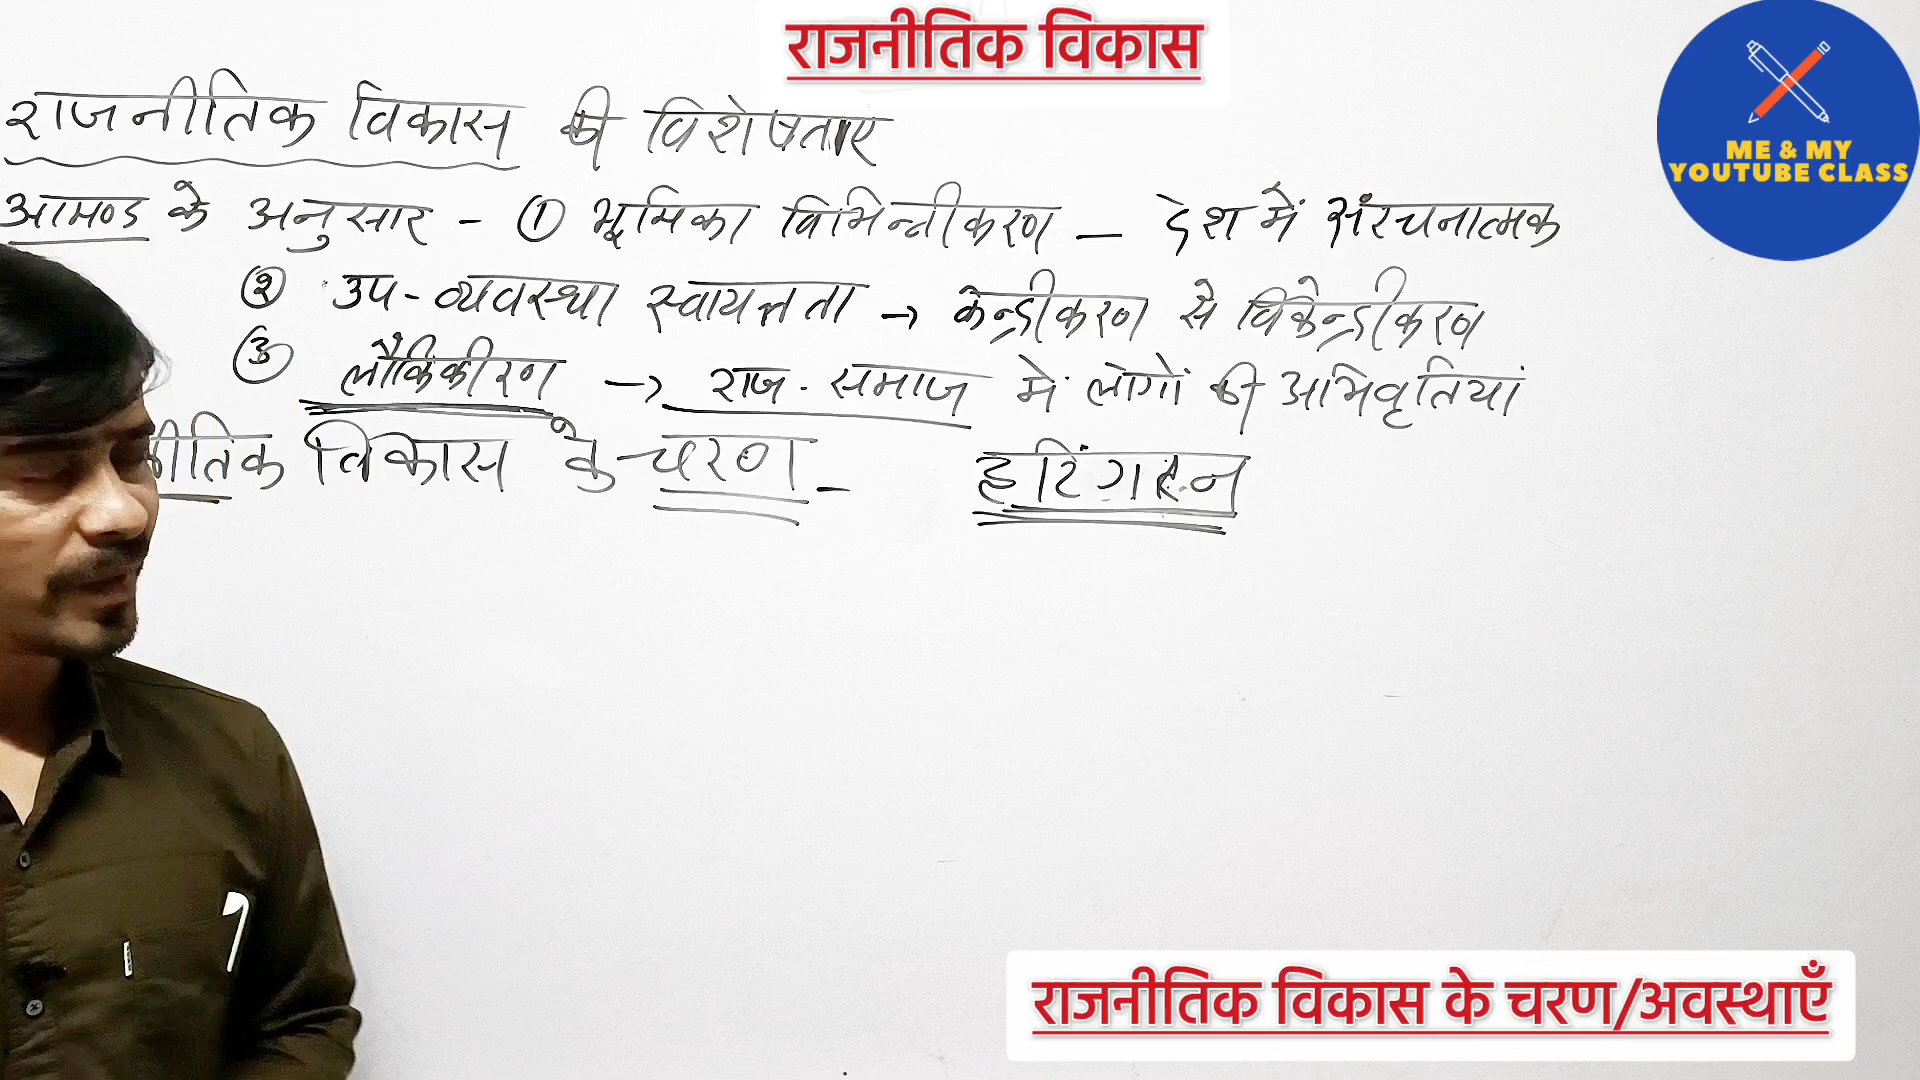 राजनीतिक विकास
ME & MY
YOUTUBE CLASS
राजनीतिक विकास की विशेषताए
आमण्ड के अनुसार - ① भूमिका विभिन्नीकरण — देश में संरचनात्मक
② उप-व्यवस्था स्वायत्तता → केन्द्रीकरण से विकेन्द्रीकरण
③ लौकिकीरण → राज. समाज में लोगों की अभिवृतियां
नीतिक विकास के चरण - हटिंगटन
राजनीतिक विकास के चरण/अवस्थाएँ